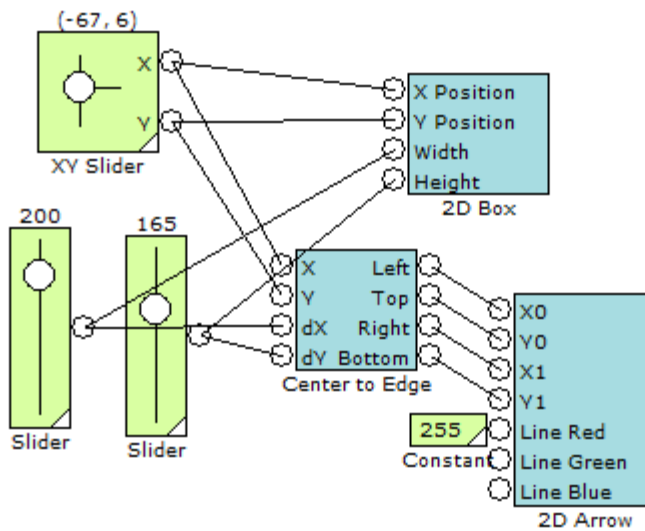 (-67, 6)
X
Y
XY Slider
X Position
Y Position
Width
Height
2D Box
200
Slider
165
Slider
X Left
Y Top
dX Right
dY Bottom
Center to Edge
X0
Y0
X1
Y1
Line Red
Line Green
Line Blue
2D Arrow
255
Constant